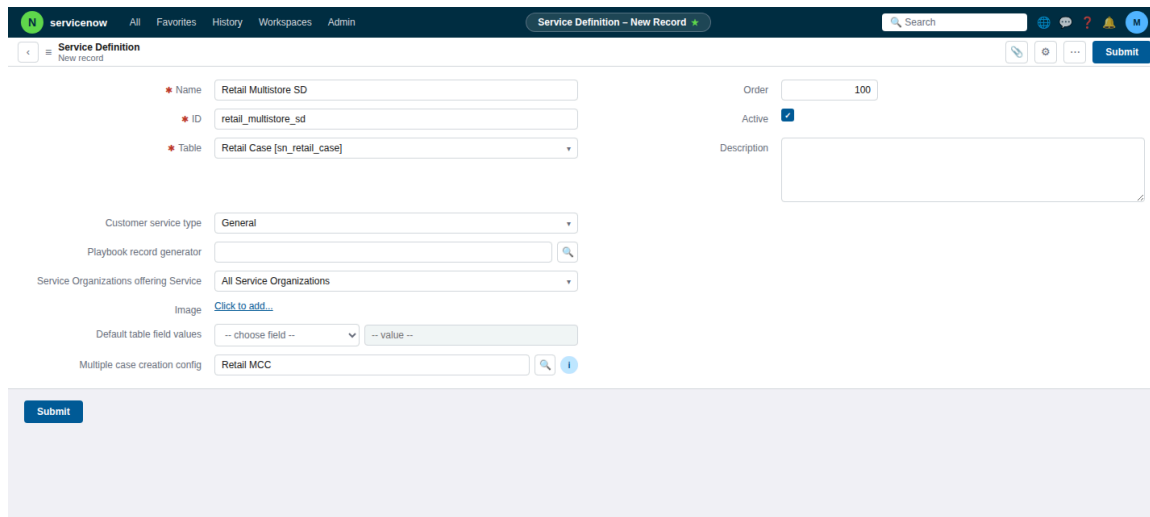 N servicenow All Favorites History Workspaces Admin Service Definition – New Record ★ Search M
Service Definition
New record
Submit
✱ Name Retail Multistore SD
Order 100
✱ ID retail_multistore_sd
Active
✱ Table Retail Case [sn_retail_case]
Description
Customer service type General
Playbook record generator
Service Organizations offering Service All Service Organizations
Image Click to add...
Default table field values -- choose field -- -- value --
Multiple case creation config Retail MCC i
Submit